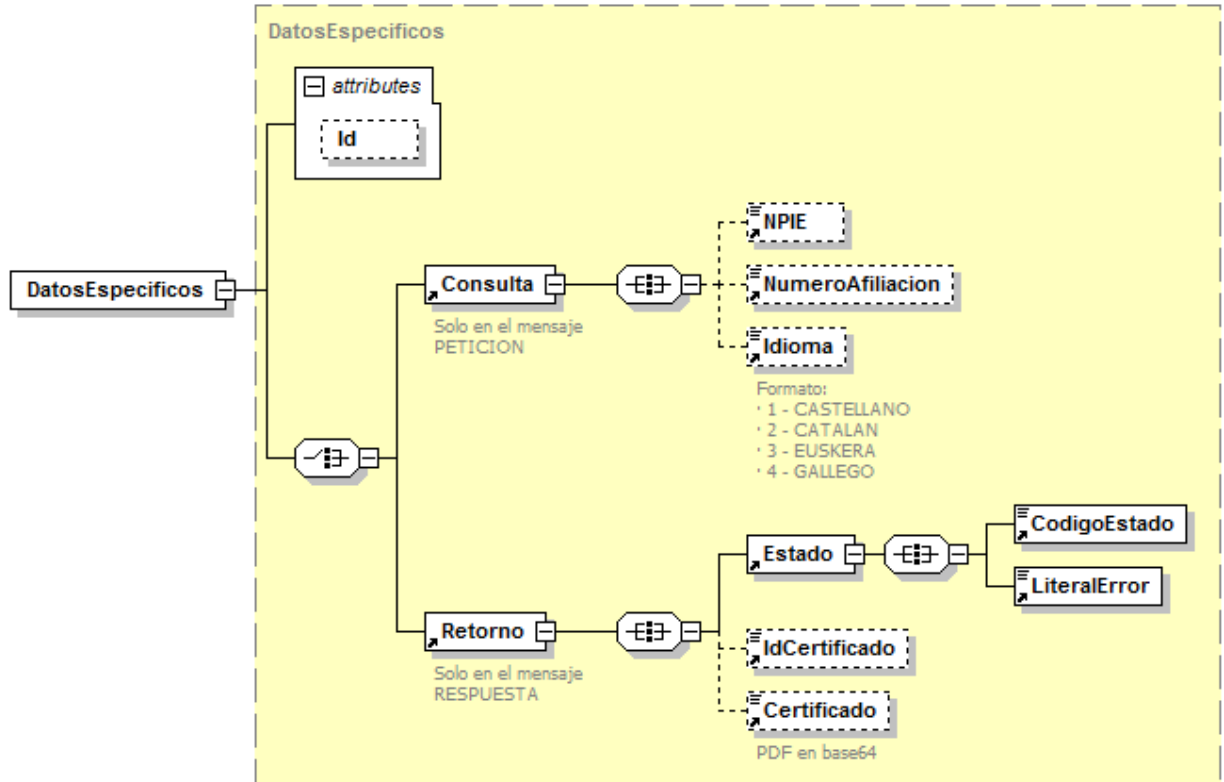 DatosEspecificos
attributes
Id
DatosEspecificos
Consulta
Solo en el mensaje
PETICION
NPIE
NumeroAfiliacion
Idioma
Formato:
· 1 - CASTELLANO
· 2 - CATALAN
· 3 - EUSKERA
· 4 - GALLEGO
Retorno
Solo en el mensaje
RESPUESTA
Estado
CodigoEstado
LiteralError
IdCertificado
Certificado
PDF en base64